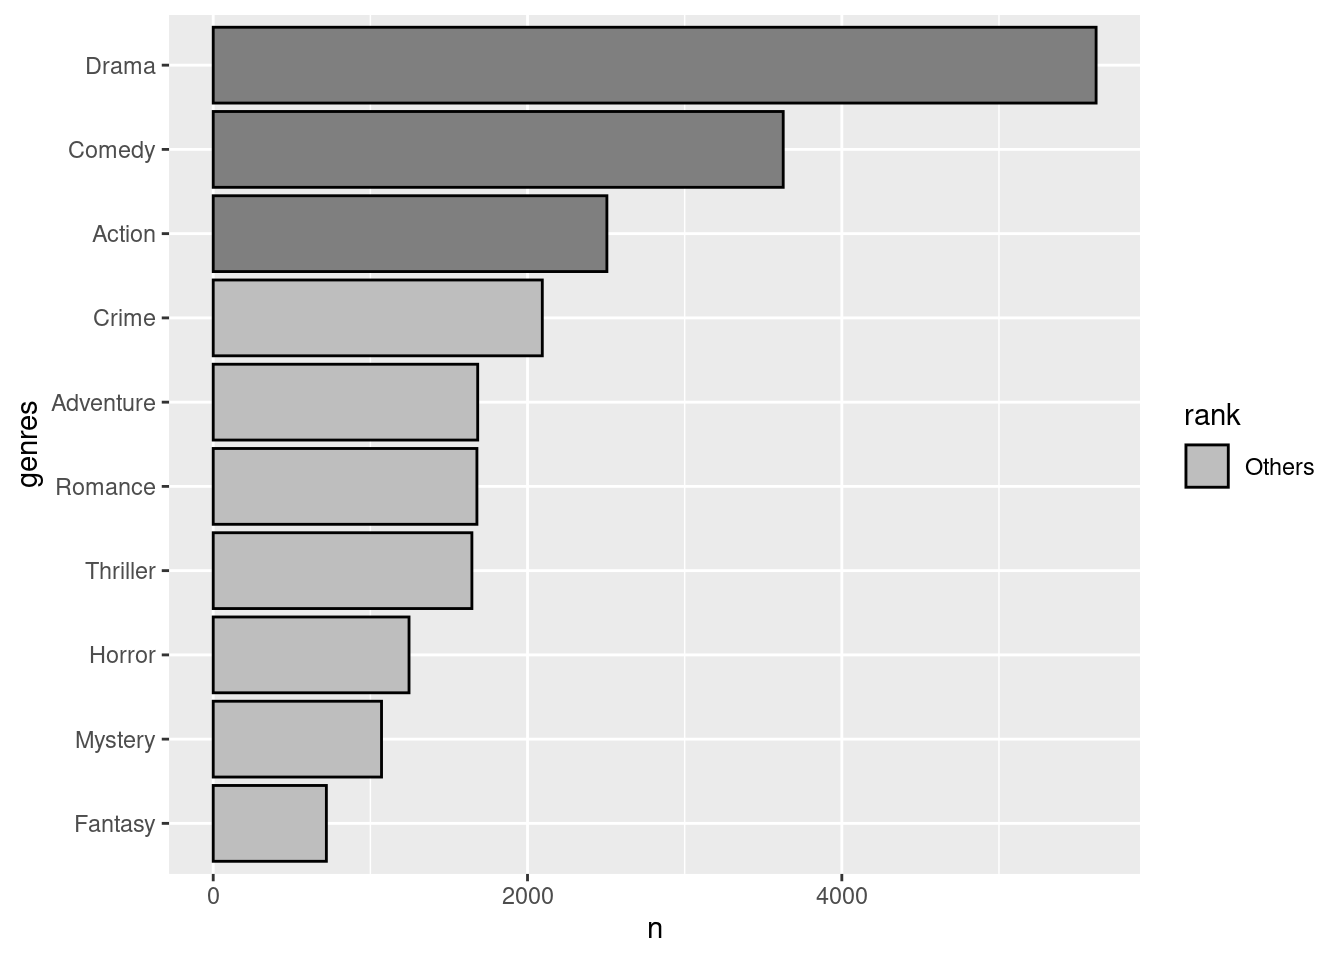 Drama
Comedy
Action
Crime
Adventure
Romance
Thriller
Horror
Mystery
Fantasy
genres
0 2000 4000
n
rank
Others